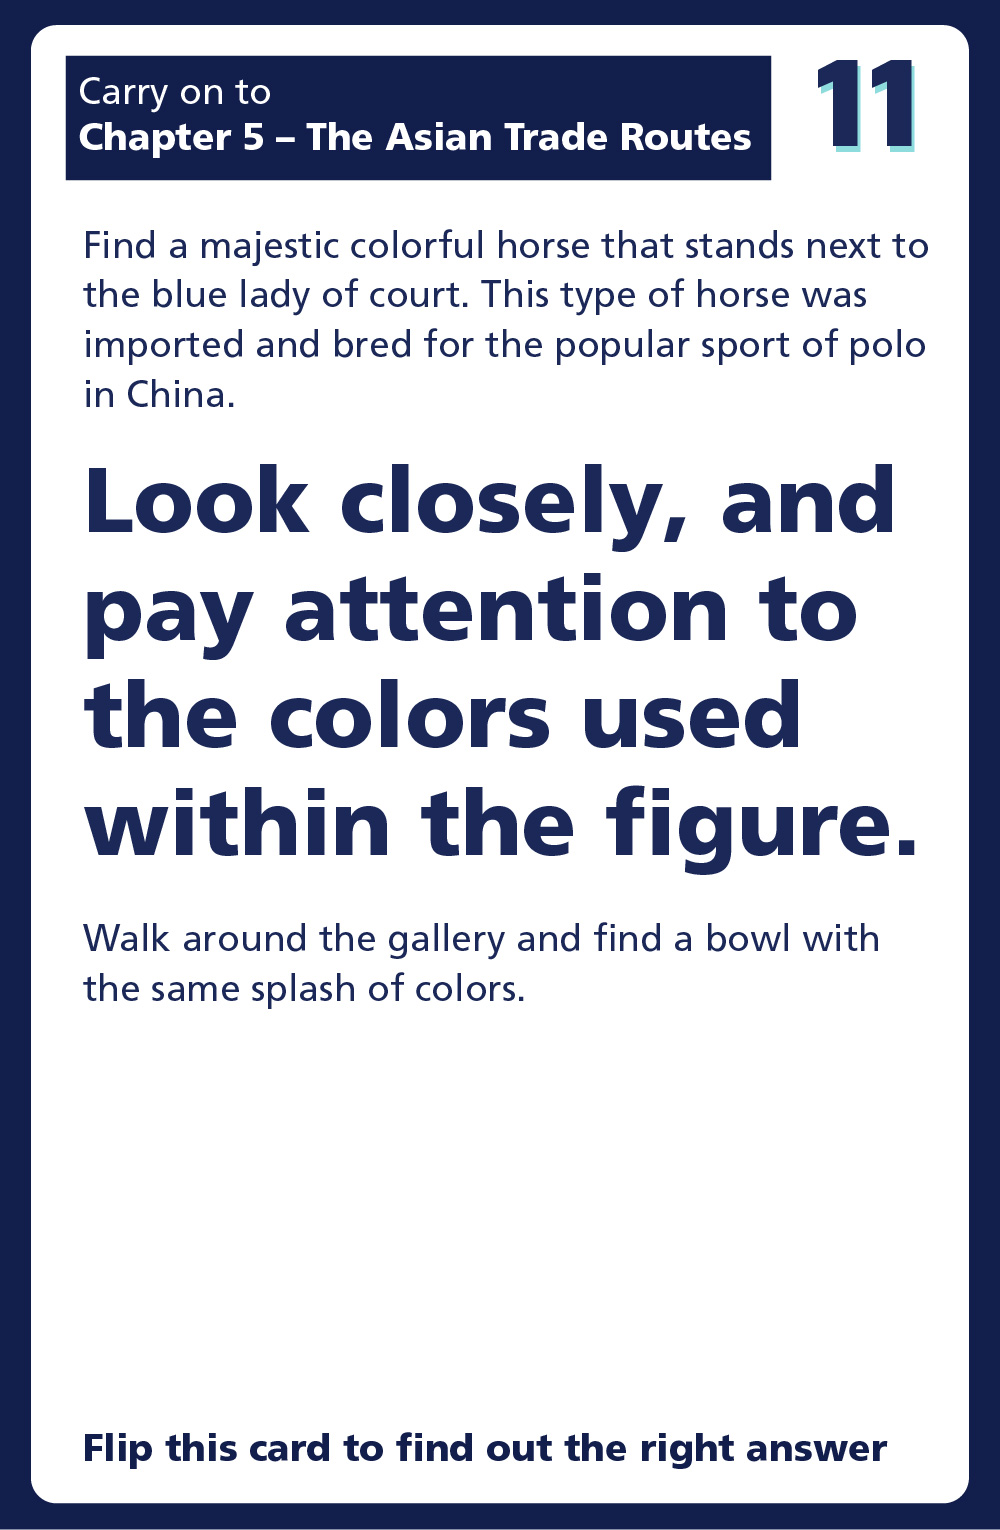 Carry on to
Chapter 5 – The Asian Trade Routes
11
Find a majestic colorful horse that stands next to
the blue lady of court. This type of horse was
imported and bred for the popular sport of polo
in China.
Look closely, and
pay attention to
the colors used
within the figure.
Walk around the gallery and find a bowl with
the same splash of colors.
Flip this card to find out the right answer